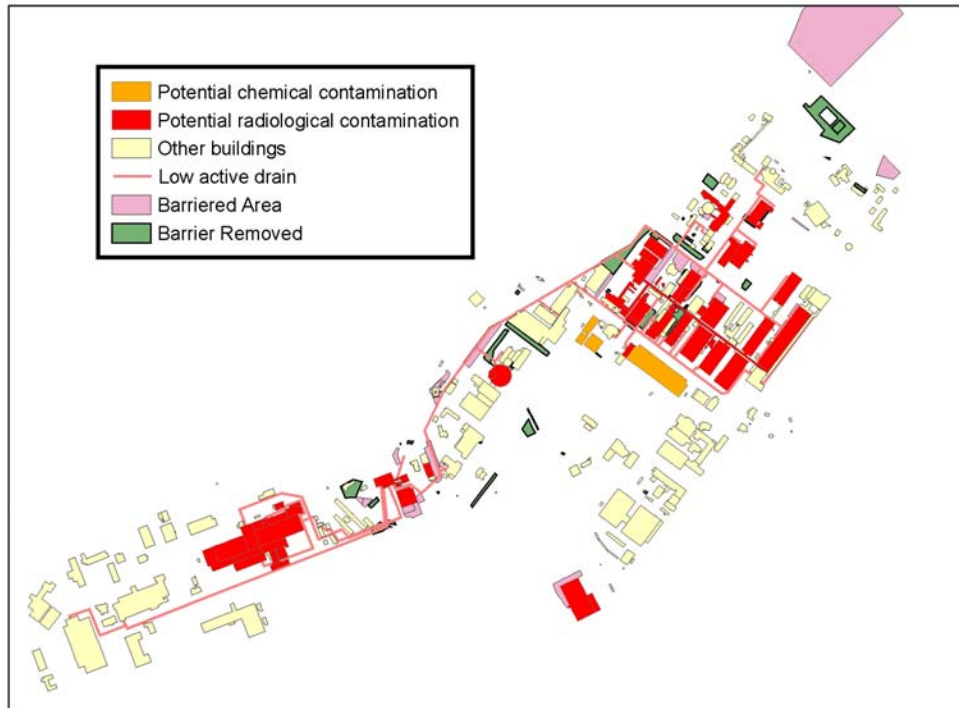 Potential chemical contamination
Potential radiological contamination
Other buildings
Low active drain
Barriered Area
Barrier Removed